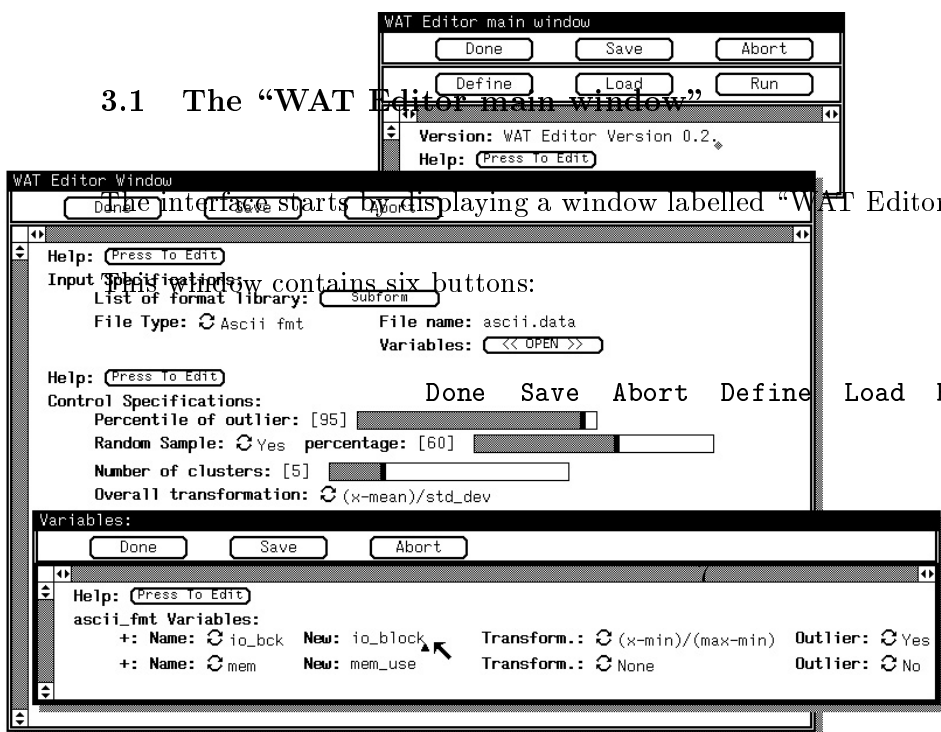 WAT Editor main window
Done Save Abort
Define Load Run
3.1 The “WAT Editor main window”
Version: WAT Editor Version 0.2.
Help: Press To Edit
WAT Editor Window
Done Save Abort
The interface starts by displaying a window labelled “WAT Editor
Help: Press To Edit
Input Specifications:
This window contains six buttons:
List of format library: Subform
File Type: Ascii fmt File name: ascii.data
Variables: << OPEN >>
Help: Press To Edit
Done Save Abort Define Load
Control Specifications:
Percentile of outlier: [95]
Random Sample: Yes percentage: [60]
Number of clusters: [5]
Overall transformation: (x-mean)/std_dev
Variables:
Done Save Abort
Help: Press To Edit
ascii_fmt Variables:
+: Name: io_bck New: io_block Transform.: (x-min)/(max-min) Outlier: Yes
+: Name: mem New: mem_use Transform.: None Outlier: No